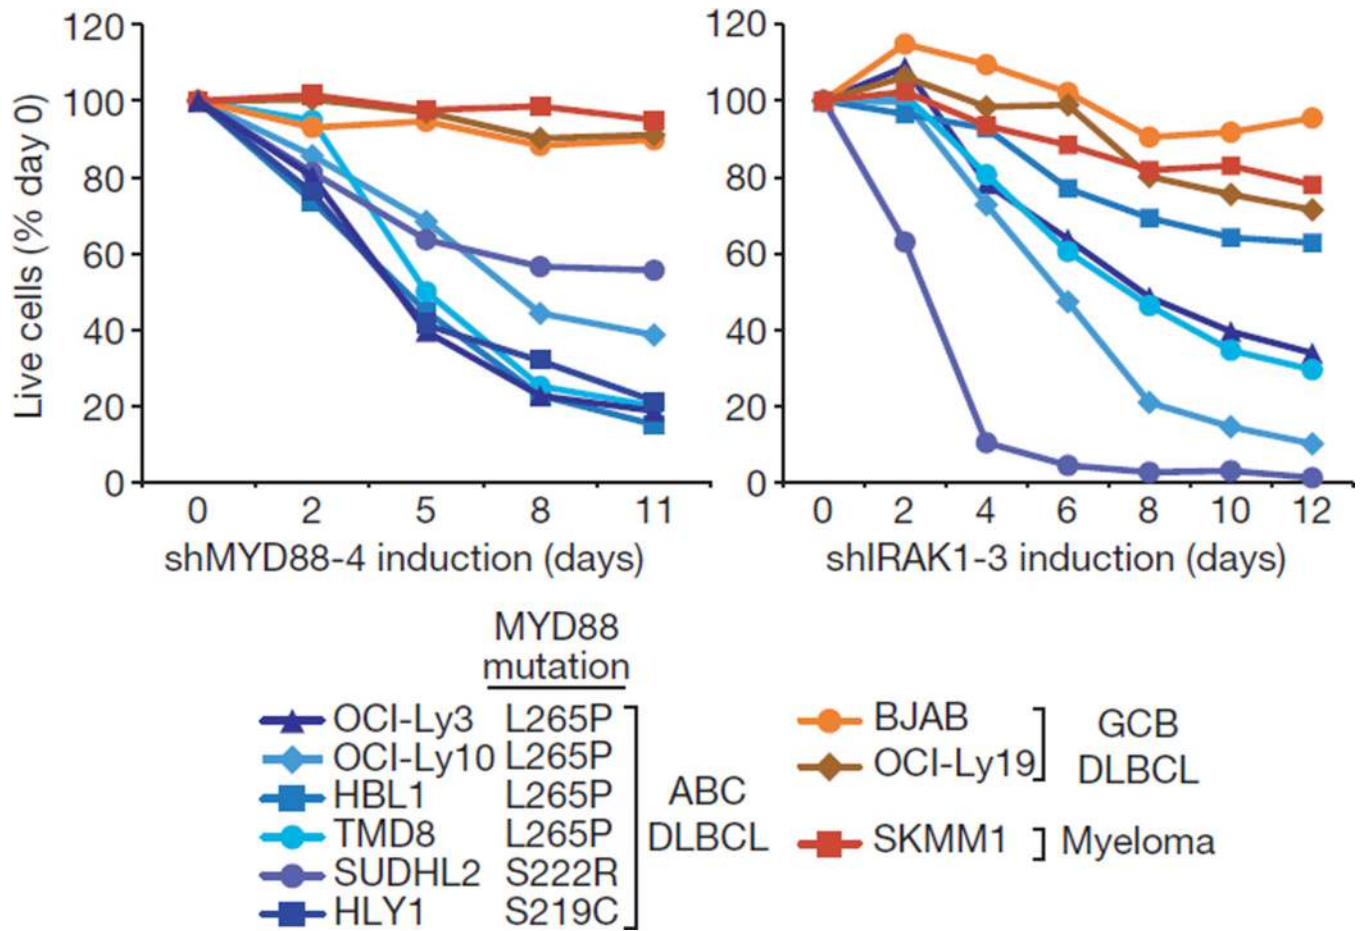 120
100
80
60
40
20
0
Live cells (% day 0)
0 2 5 8 11
shMYD88-4 induction (days)
120
100
80
60
40
20
0
0 2 4 6 8 10 12
shIRAK1-3 induction (days)
MYD88
mutation
OCI-Ly3 L265P
OCI-Ly10 L265P
HBL1 L265P
TMD8 L265P
SUDHL2 S222R
HLY1 S219C
ABC
DLBCL
BJAB
OCI-Ly19
GCB
DLBCL
SKMM1 Myeloma